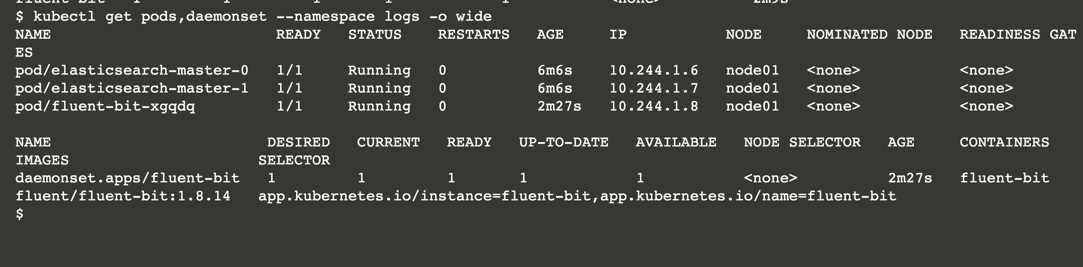 $ kubectl get pods,daemonset --namespace logs -o wide
NAME                         READY   STATUS    RESTARTS   AGE     IP           NODE     NOMINATED NODE   READINESS GAT
ES
pod/elasticsearch-master-0   1/1     Running   0          6m6s    10.244.1.6   node01   <none>           <none>
pod/elasticsearch-master-1   1/1     Running   0          6m6s    10.244.1.7   node01   <none>           <none>
pod/fluent-bit-xgqdq         1/1     Running   0          2m27s   10.244.1.8   node01   <none>           <none>
NAME                        DESIRED   CURRENT   READY   UP-TO-DATE   AVAILABLE   NODE SELECTOR   AGE     CONTAINERS
IMAGES                     SELECTOR
daemonset.apps/fluent-bit   1         1         1       1            1           <none>          2m27s   fluent-bit
fluent/fluent-bit:1.8.14   app.kubernetes.io/instance=fluent-bit,app.kubernetes.io/name=fluent-bit
$